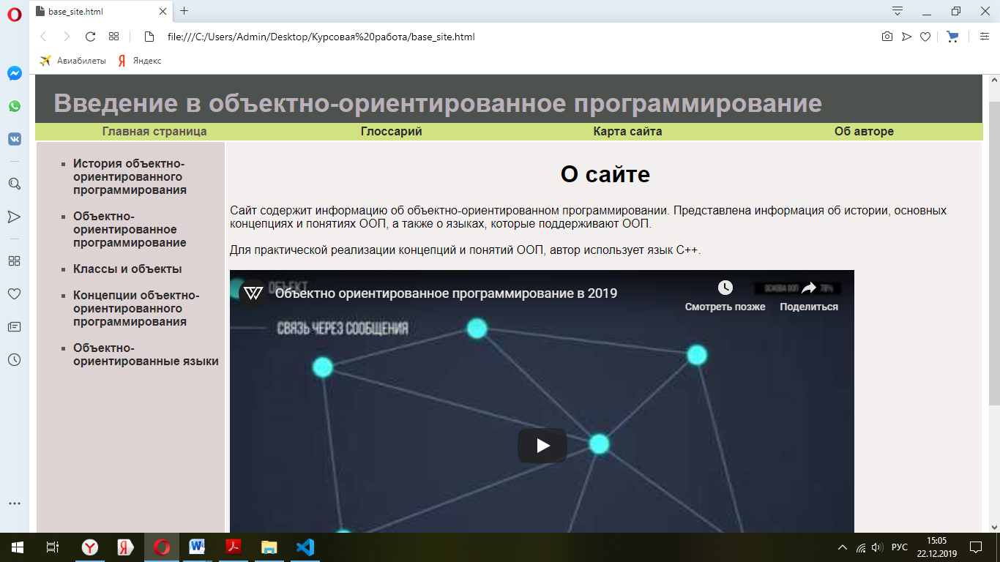 base_site.html
file:///C:/Users/Admin/Desktop/Курсовая%20работа/base_site.html
Авиабилеты
Яндекс
Введение в объектно-ориентированное программирование
Главная страница
Глоссарий
Карта сайта
Об авторе
История объектно-
ориентированного
программирования
Объектно-
ориентированное
программирование
Классы и объекты
Концепции объектно-
ориентированного
программирования
Объектно-
ориентированные языки
О сайте
Сайт содержит информацию об объектно-ориентированном программировании. Представлена информация об истории, основных
концепциях и понятиях ООП, а также о языках, которые поддерживают ООП.
Для практической реализации концепций и понятий ООП, автор использует язык C++.
ОБЪЕКТ
ОСНОВА ООП 78%
Объектно ориентированное программирование в 2019
Смотреть позже
Поделиться
СВЯЗЬ ЧЕРЕЗ СООБЩЕНИЯ
РУС
15:05
22.12.2019